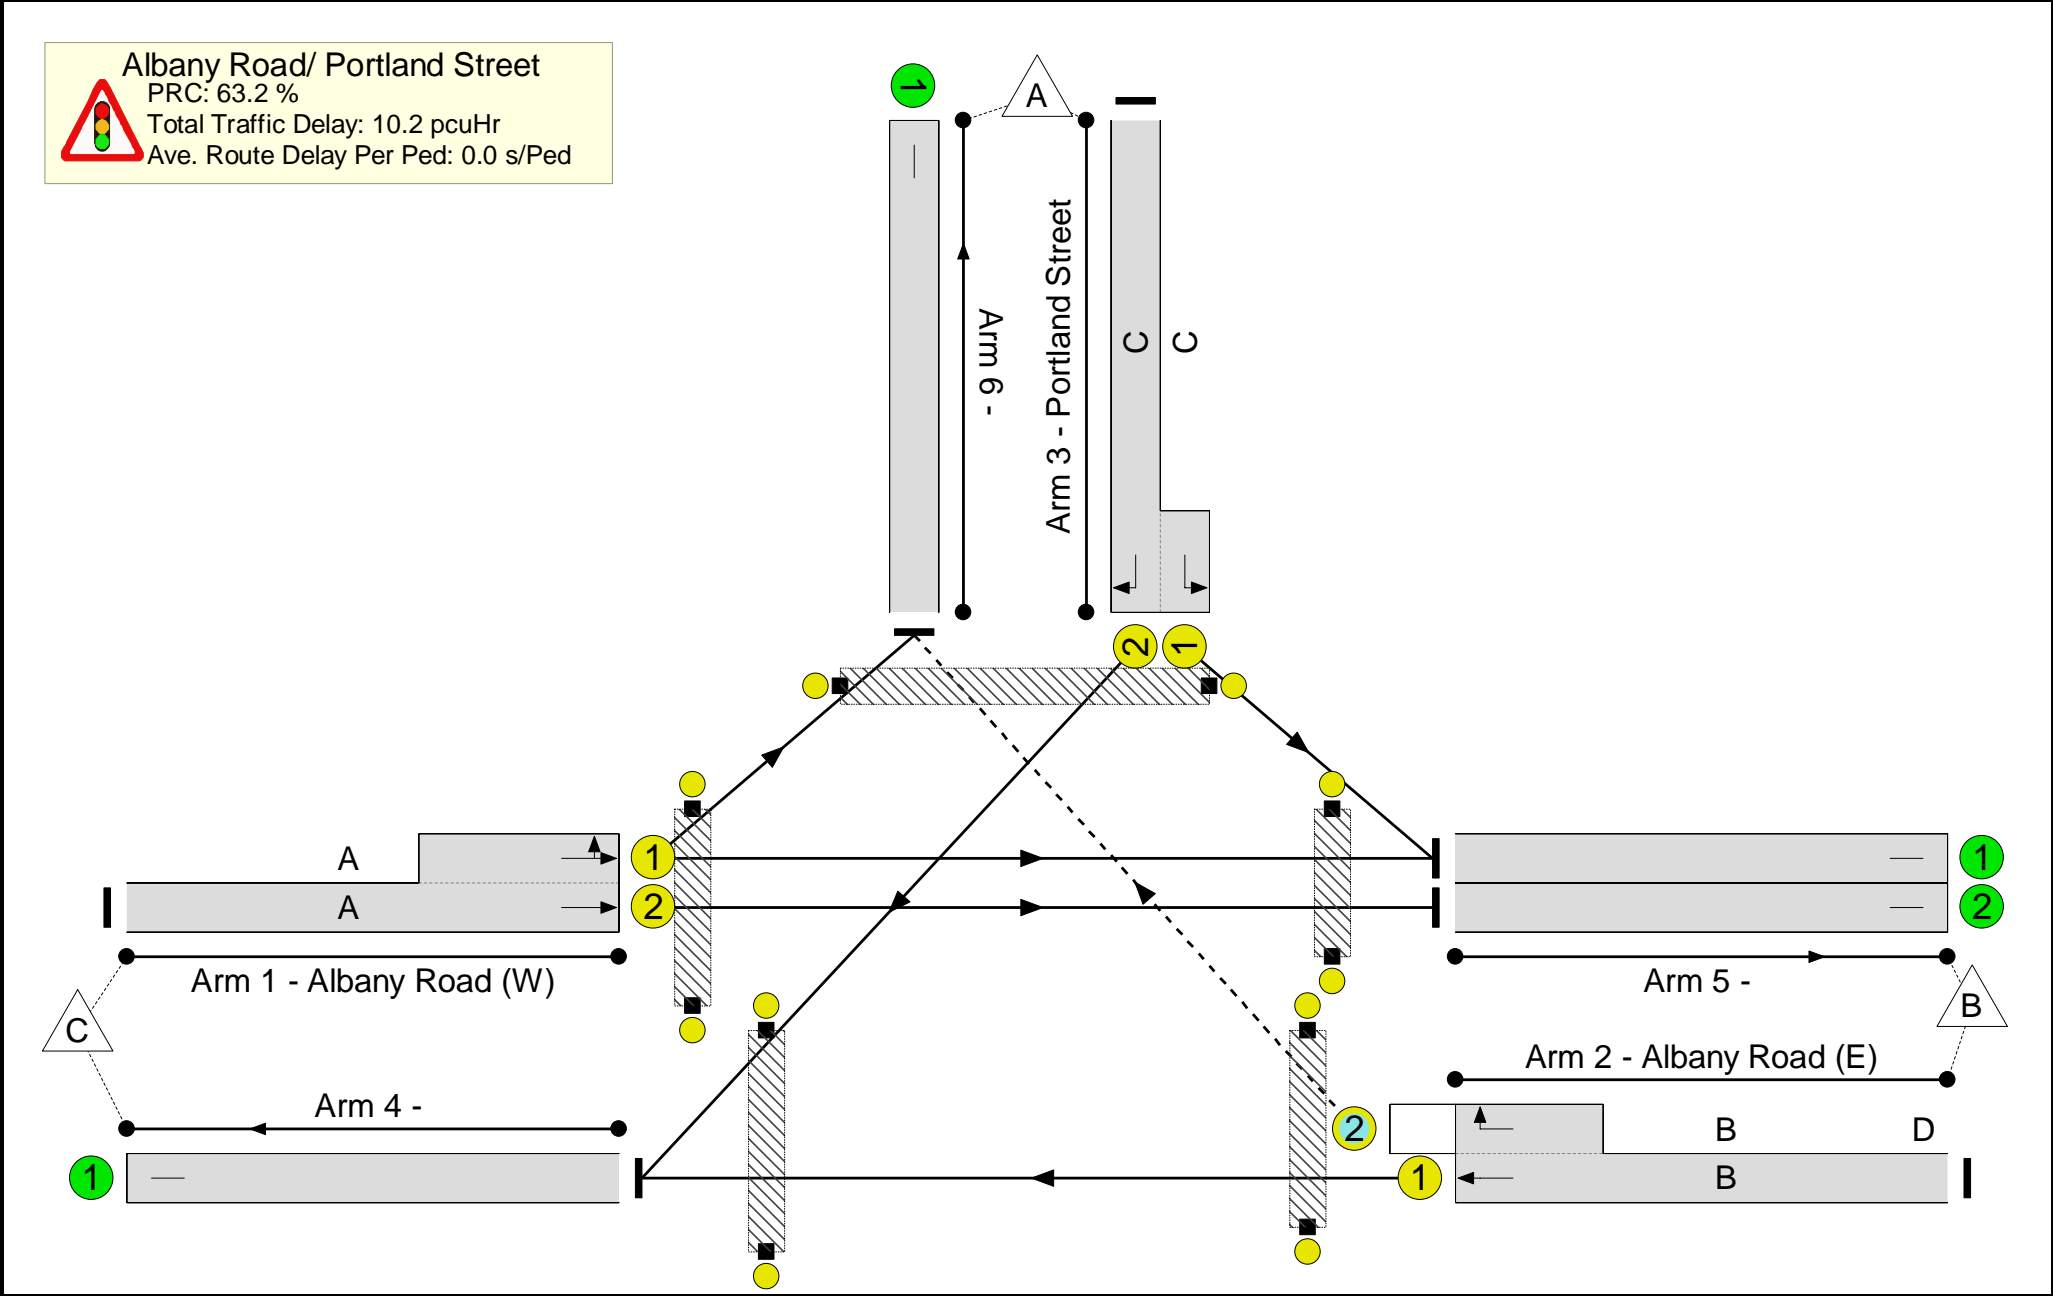 Albany Road/ Portland Street
PRC: 63.2 %
Total Traffic Delay: 10.2 pcuHr
Ave. Route Delay Per Ped: 0.0 s/Ped
1
A
Arm 6 -
Arm 3 - Portland Street
C
C
2
1
A
1
A
2
1
2
Arm 1 - Albany Road (W)
Arm 5 -
C
B
Arm 4 -
Arm 2 - Albany Road (E)
2
B
D
1
1
B